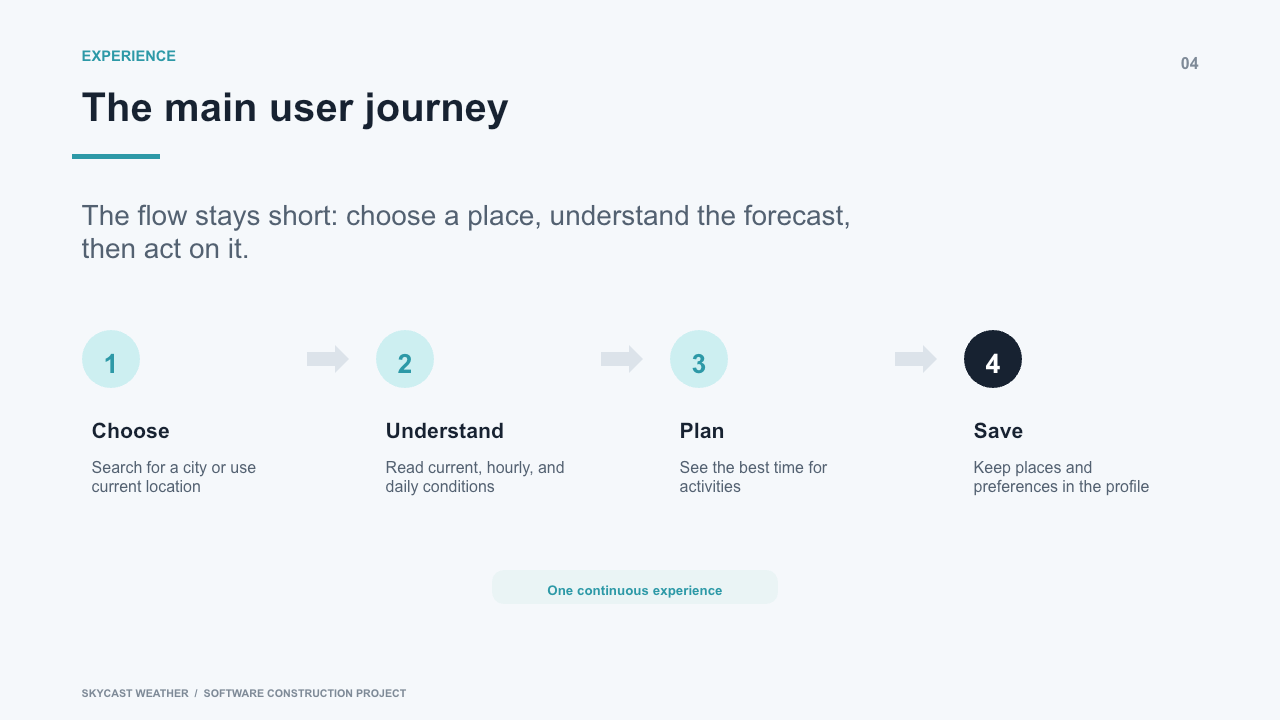 EXPERIENCE
04
The main user journey
The flow stays short: choose a place, understand the forecast,
then act on it.
1
2
3
4
Choose
Search for a city or use
current location
Understand
Read current, hourly, and
daily conditions
Plan
See the best time for
activities
Save
Keep places and
preferences in the profile
One continuous experience
SKYCAST WEATHER / SOFTWARE CONSTRUCTION PROJECT